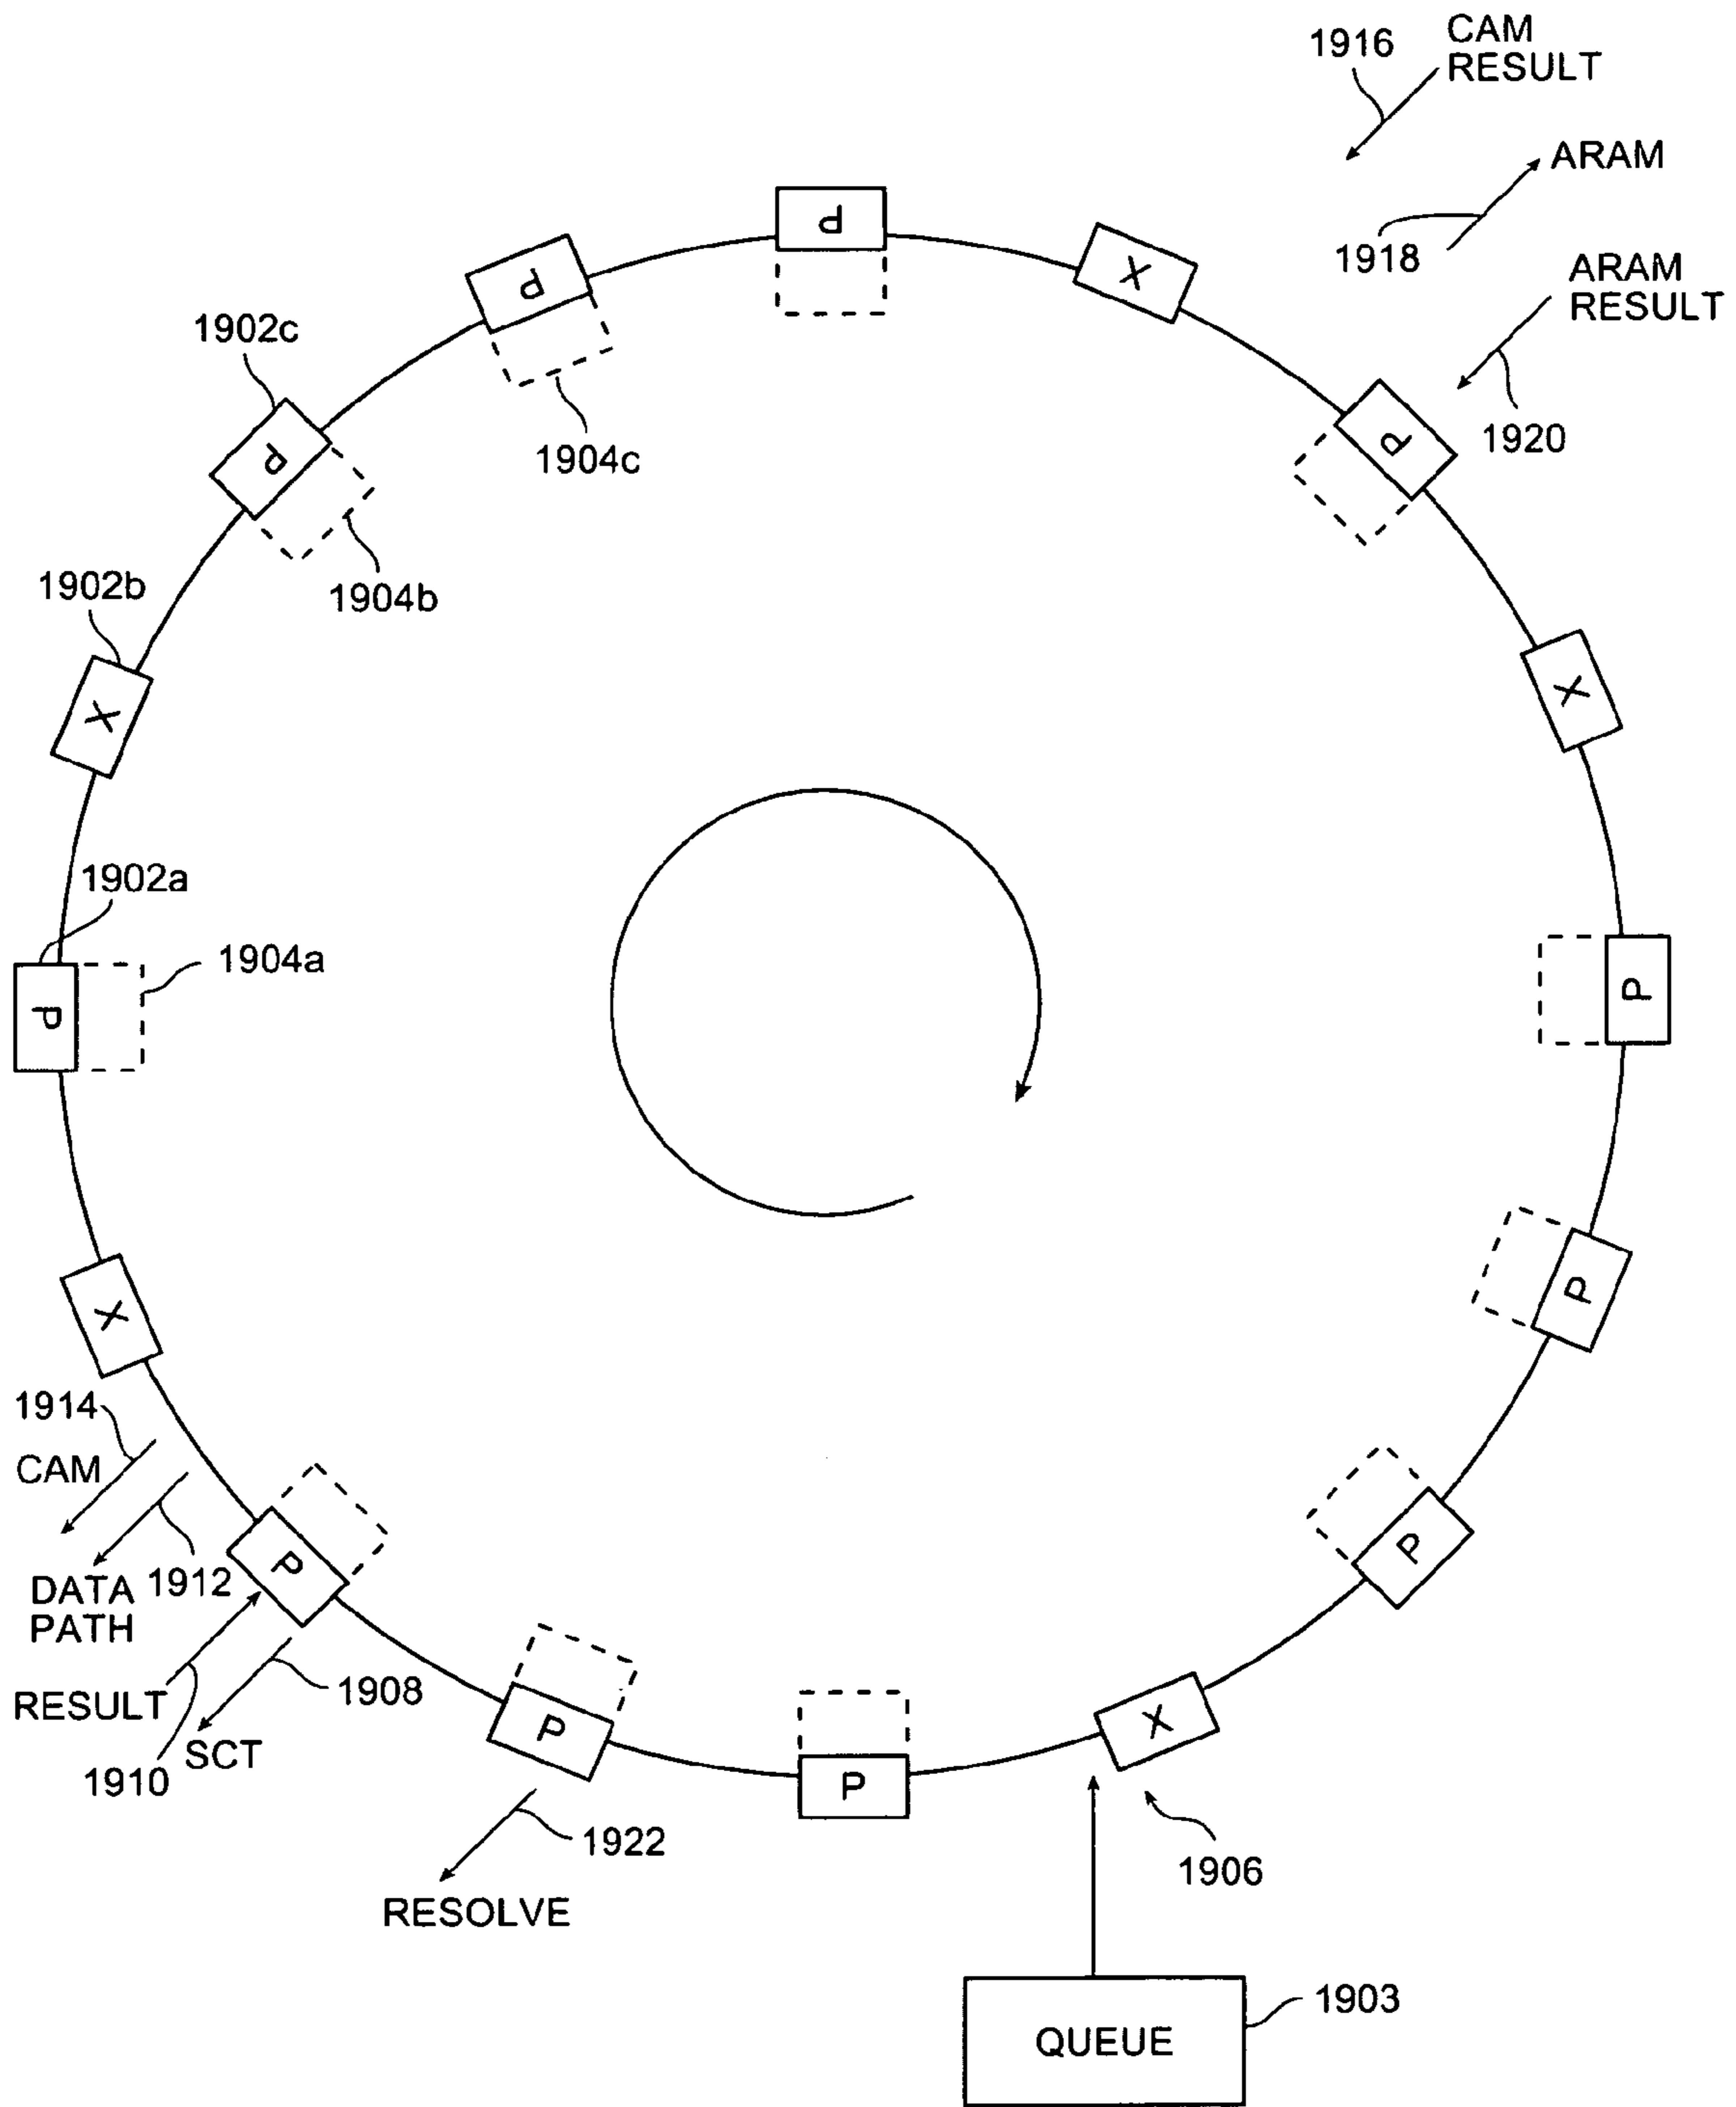 CAM
RESULT
1916
ARAM
1918
ARAM
RESULT
1920
P
X
P
1904c
1902c
P
1904b
P
1902b
X
X
1902a
1904a
P
P
X
P
1914
CAM
P
P
1912
DATA
PATH
RESULT
1908
SCT
1910
P
X
P
1922
RESOLVE
1906
QUEUE
1903